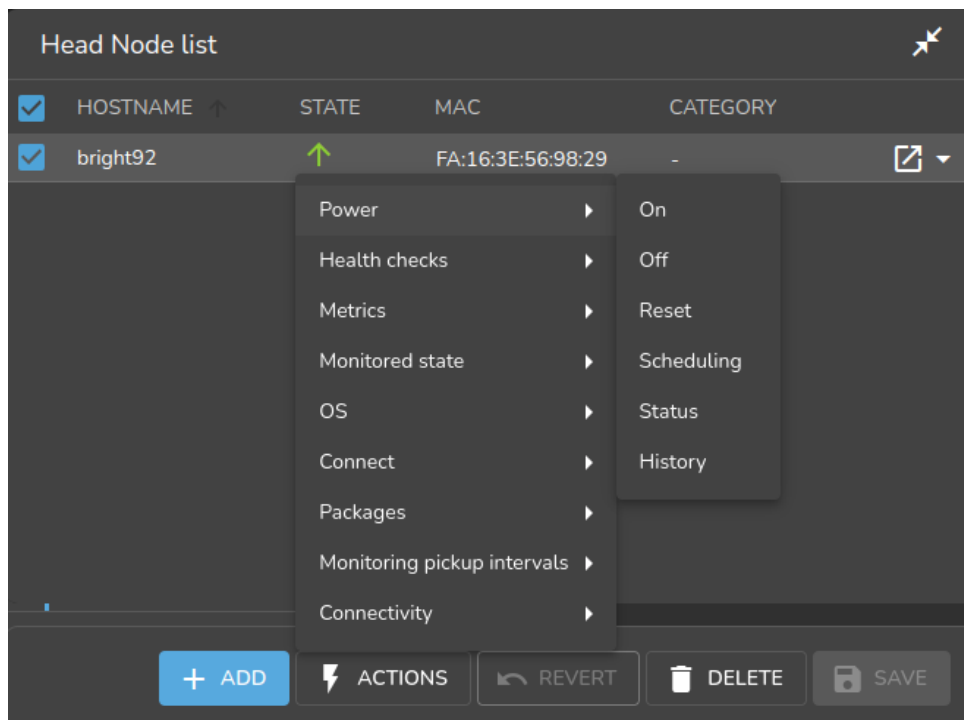 Head Node list
HOSTNAME STATE MAC CATEGORY
bright92 FA:16:3E:56:98:29 -
Power
Health checks
Metrics
Monitored state
OS
Connect
Packages
Monitoring pickup intervals
Connectivity
On
Off
Reset
Scheduling
Status
History
ADD ACTIONS REVERT DELETE SAVE